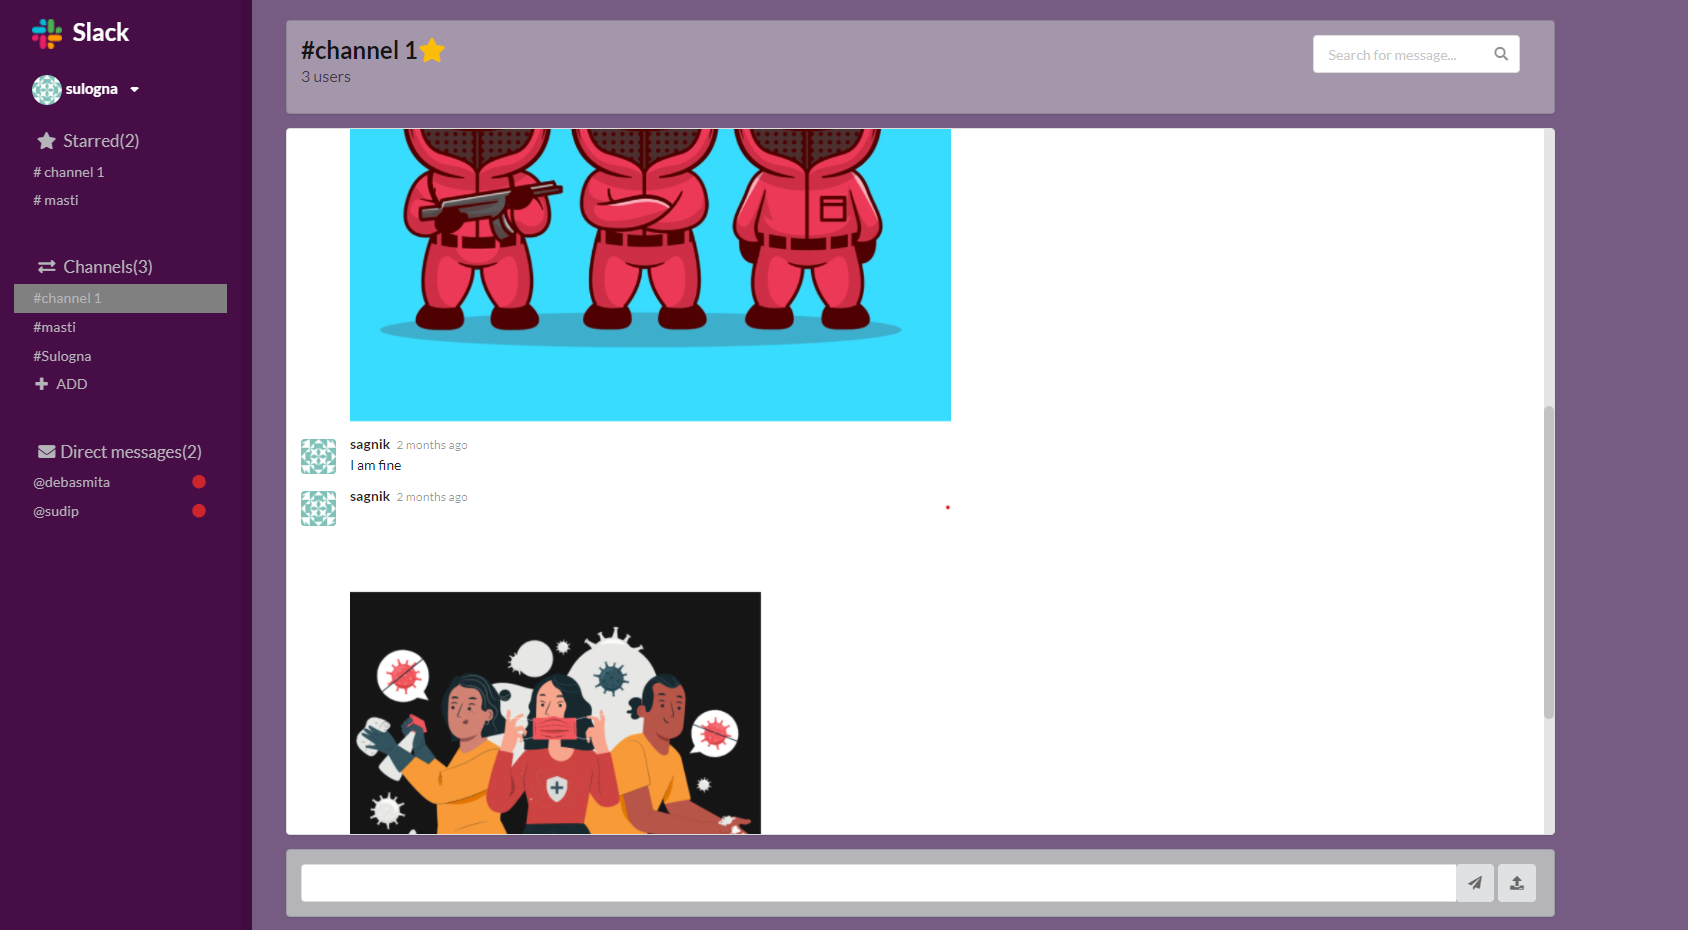 Slack
sulogna
Starred(2)
# channel 1
# masti
Channels(3)
#channel 1
#masti
#Sulogna
ADD
Direct messages(2)
@debasmita
@sudip
#channel 1
3 users
Search for message...
sagnik 2 months ago
I am fine
sagnik 2 months ago